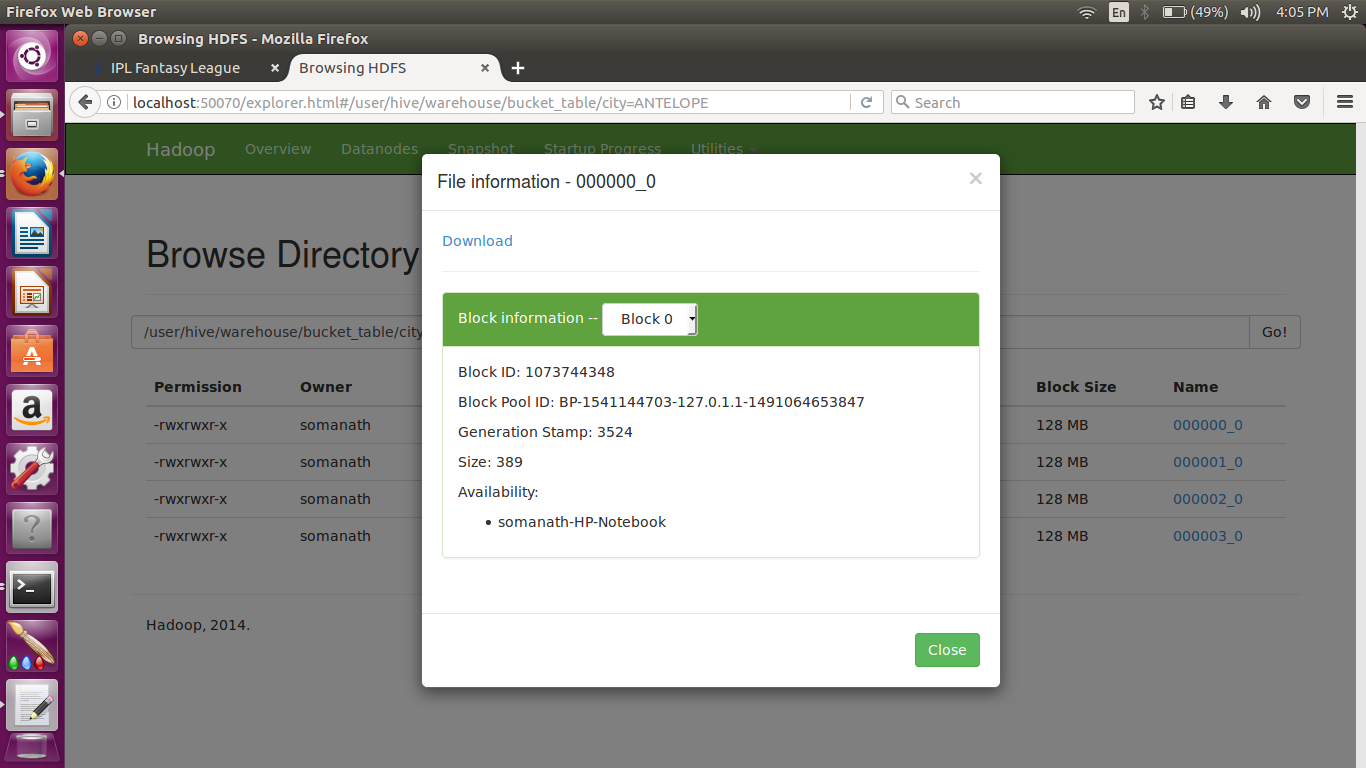 Firefox Web Browser
En
(49%)
4:05 PM
Browsing HDFS - Mozilla Firefox
IPL Fantasy League
Browsing HDFS
localhost:50070/explorer.html#/user/hive/warehouse/bucket_table/city=ANTELOPE
Search
Hadoop Overview Datanodes Snapshot Startup Progress Utilities
File information - 000000_0
×
Download
Browse Directory
Block information -- Block 0
/user/hive/warehouse/bucket_table/city
Go!
Block ID: 1073744348
Block Pool ID: BP-1541144703-127.0.1.1-1491064653847
Generation Stamp: 3524
Size: 389
Availability:
somanath-HP-Notebook
Permission Owner Block Size Name
-rwxrwxr-x somanath 128 MB 000000_0
-rwxrwxr-x somanath 128 MB 000001_0
-rwxrwxr-x somanath 128 MB 000002_0
-rwxrwxr-x somanath 128 MB 000003_0
Hadoop, 2014.
Close